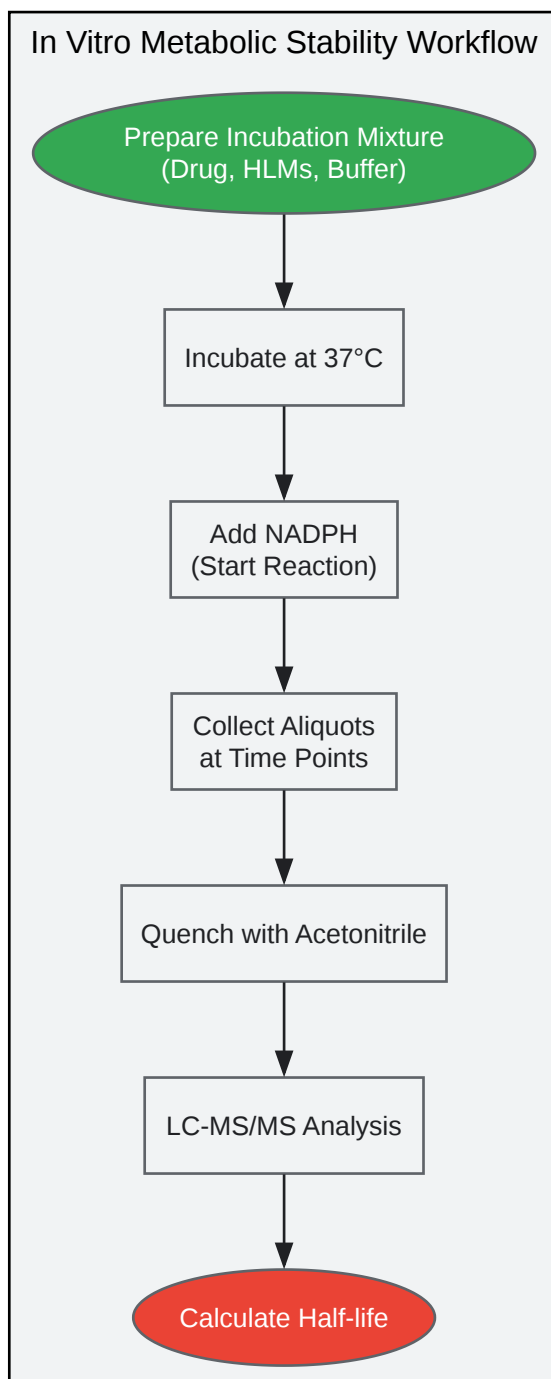 In Vitro Metabolic Stability Workflow
Prepare Incubation Mixture
(Drug, HLMs, Buffer)
Incubate at 37°C
Add NADPH
(Start Reaction)
Collect Aliquots
at Time Points
Quench with Acetonitrile
LC-MS/MS Analysis
Calculate Half-life